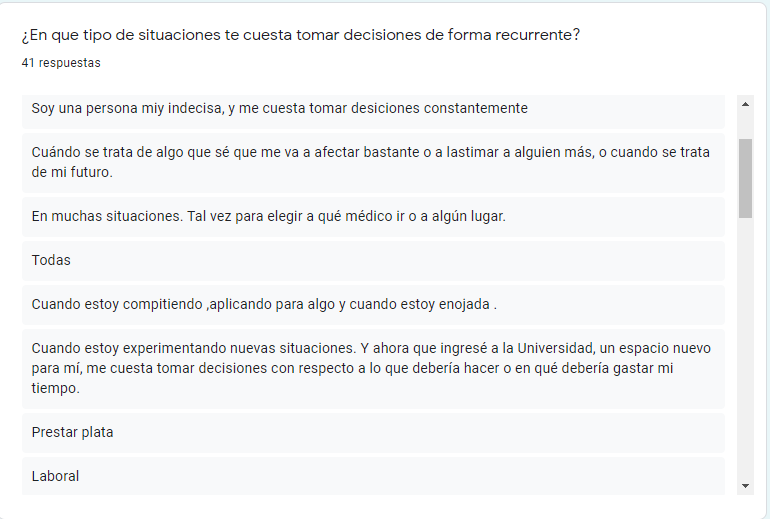 ¿En que tipo de situaciones te cuesta tomar decisiones de forma recurrente?
41 respuestas
Soy una persona miy indecisa, y me cuesta tomar desiciones constantemente
Cuándo se trata de algo que sé que me va a afectar bastante o a lastimar a alguien más, o cuando se trata
de mi futuro.
En muchas situaciones. Tal vez para elegir a qué médico ir o a algún lugar.
Todas
Cuando estoy compitiendo ,aplicando para algo y cuando estoy enojada .
Cuando estoy experimentando nuevas situaciones. Y ahora que ingresé a la Universidad, un espacio nuevo
para mí, me cuesta tomar decisiones con respecto a lo que debería hacer o en qué debería gastar mi
tiempo.
Prestar plata
Laboral